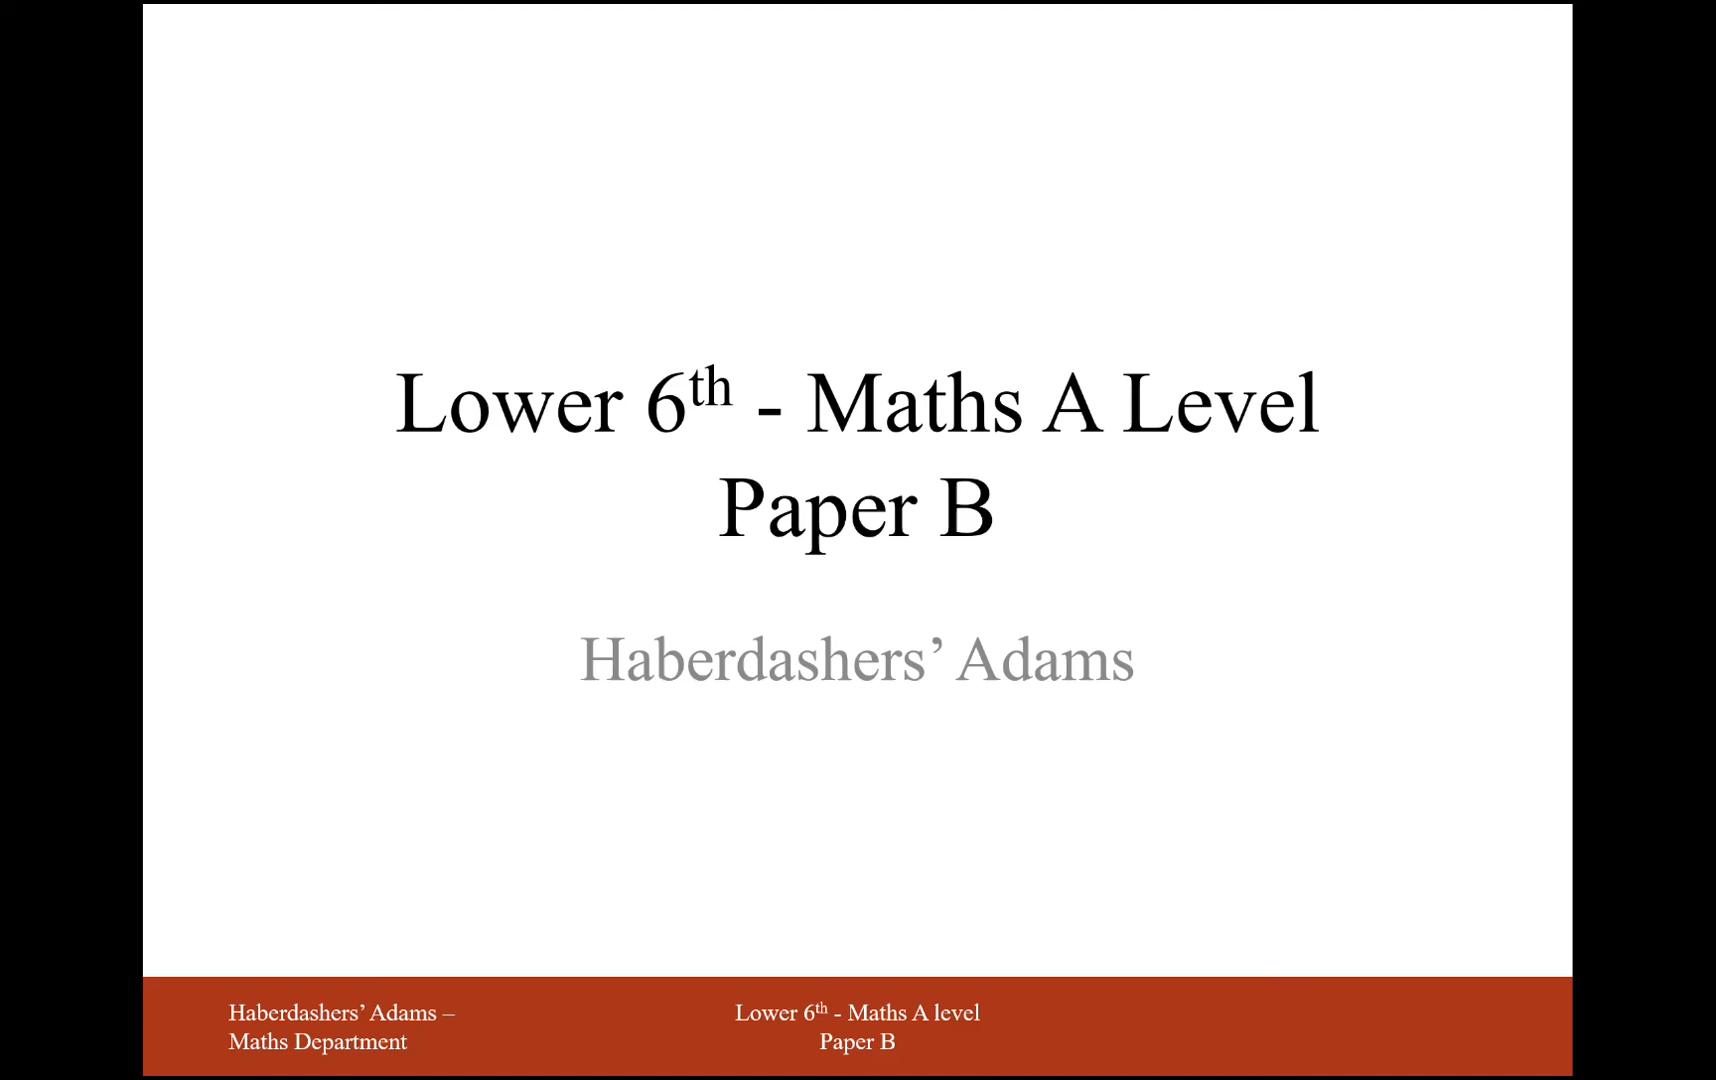 Lower 6th - Maths A Level
Paper B
Haberdashers’ Adams
Haberdashers’ Adams –
Maths Department
Lower 6th - Maths A level
Paper B